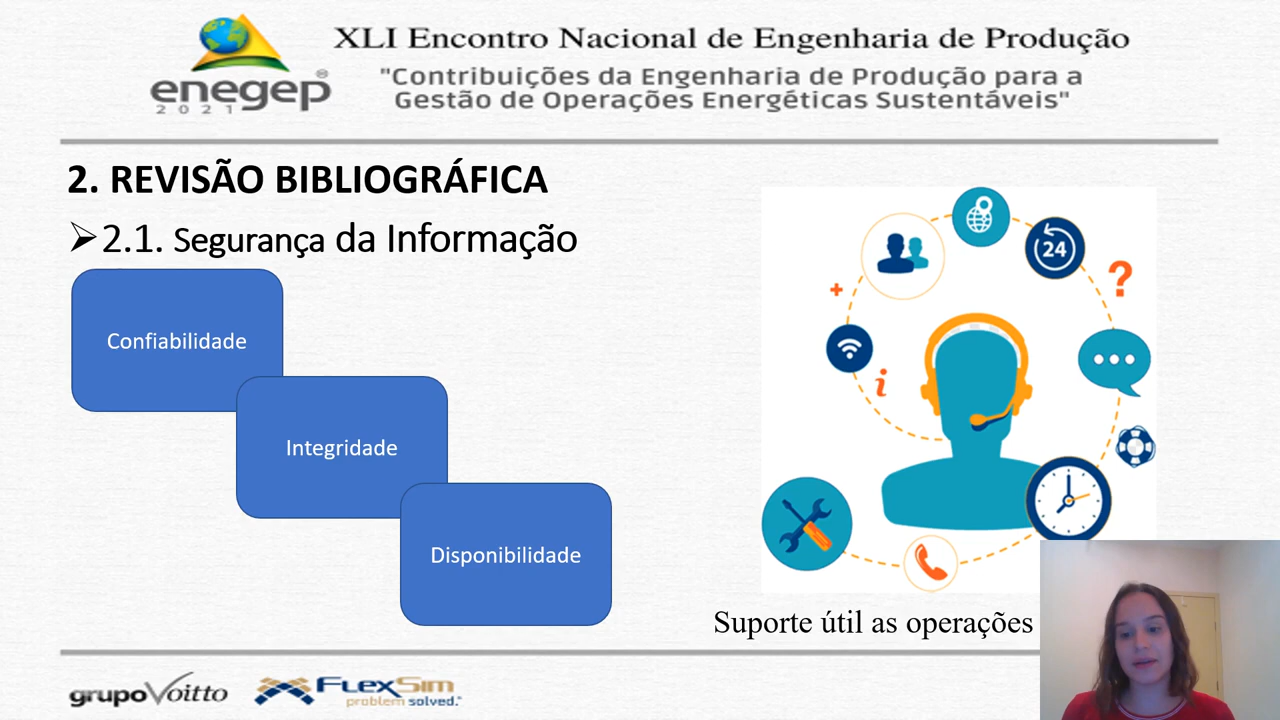 XLI Encontro Nacional de Engenharia de Produção
"Contribuições da Engenharia de Produção para a
Gestão de Operações Energéticas Sustentáveis"
enegep®
2021
2. REVISÃO BIBLIOGRÁFICA
➢2.1. Segurança da Informação
Confiabilidade
Integridade
Disponibilidade
24
?
+
i
Suporte útil as operações
grupoVoitto
FLEXSIM
problem solved.